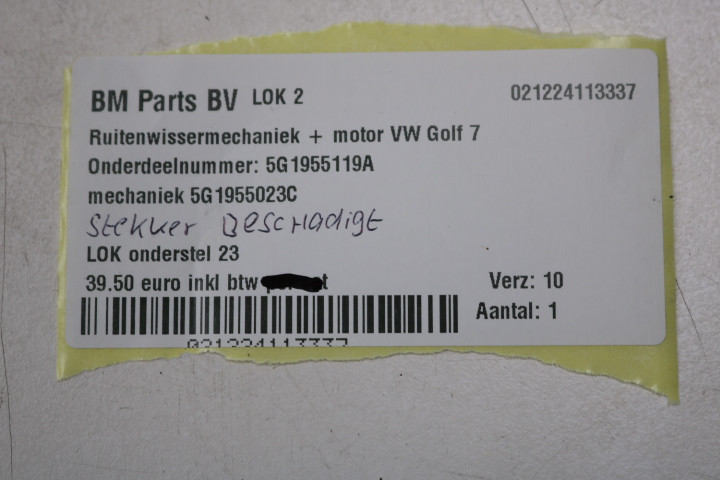 BM Parts BV LOK 2 021224113337
Ruitenwissermechaniek + motor VW Golf 7
Onderdeelnummer: 5G1955119A
mechaniek 5G1955023C
Stekker Beschadigt
LOK onderstel 23
39.50 euro inkl btw Verz: 10
Aantal: 1
021224113337